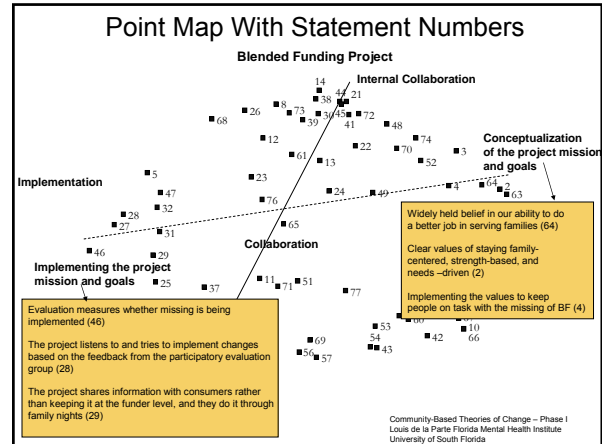 Point Map With Statement Numbers
Blended Funding Project
14
Internal Collaboration
38
44
21
8
26
73
30
45
72
68
39
41
48
12
74
22
70
3
61
13
52
Conceptualization
of the project mission
and goals
5
Implementation
23
47
24
49
4
64
2
63
32
76
28
27
31
65
46
29
Collaboration
Implementing the project
mission and goals
25
37
11
71
51
77
Widely held belief in our ability to do
a better job in serving families (64)
Clear values of staying family-
centered, strength-based, and
needs –driven (2)
Implementing the values to keep
people on task with the missing of BF (4)
Evaluation measures whether missing is being
implemented (46)
The project listens to and tries to implement changes
based on the feedback from the participatory evaluation
group (28)
The project shares information with consumers rather
than keeping it at the funder level, and they do it through
family nights (29)
53
10
69
54
42
66
56
57
43
Community-Based Theories of Change – Phase I
Louis de la Parte Florida Mental Health Institute
University of South Florida